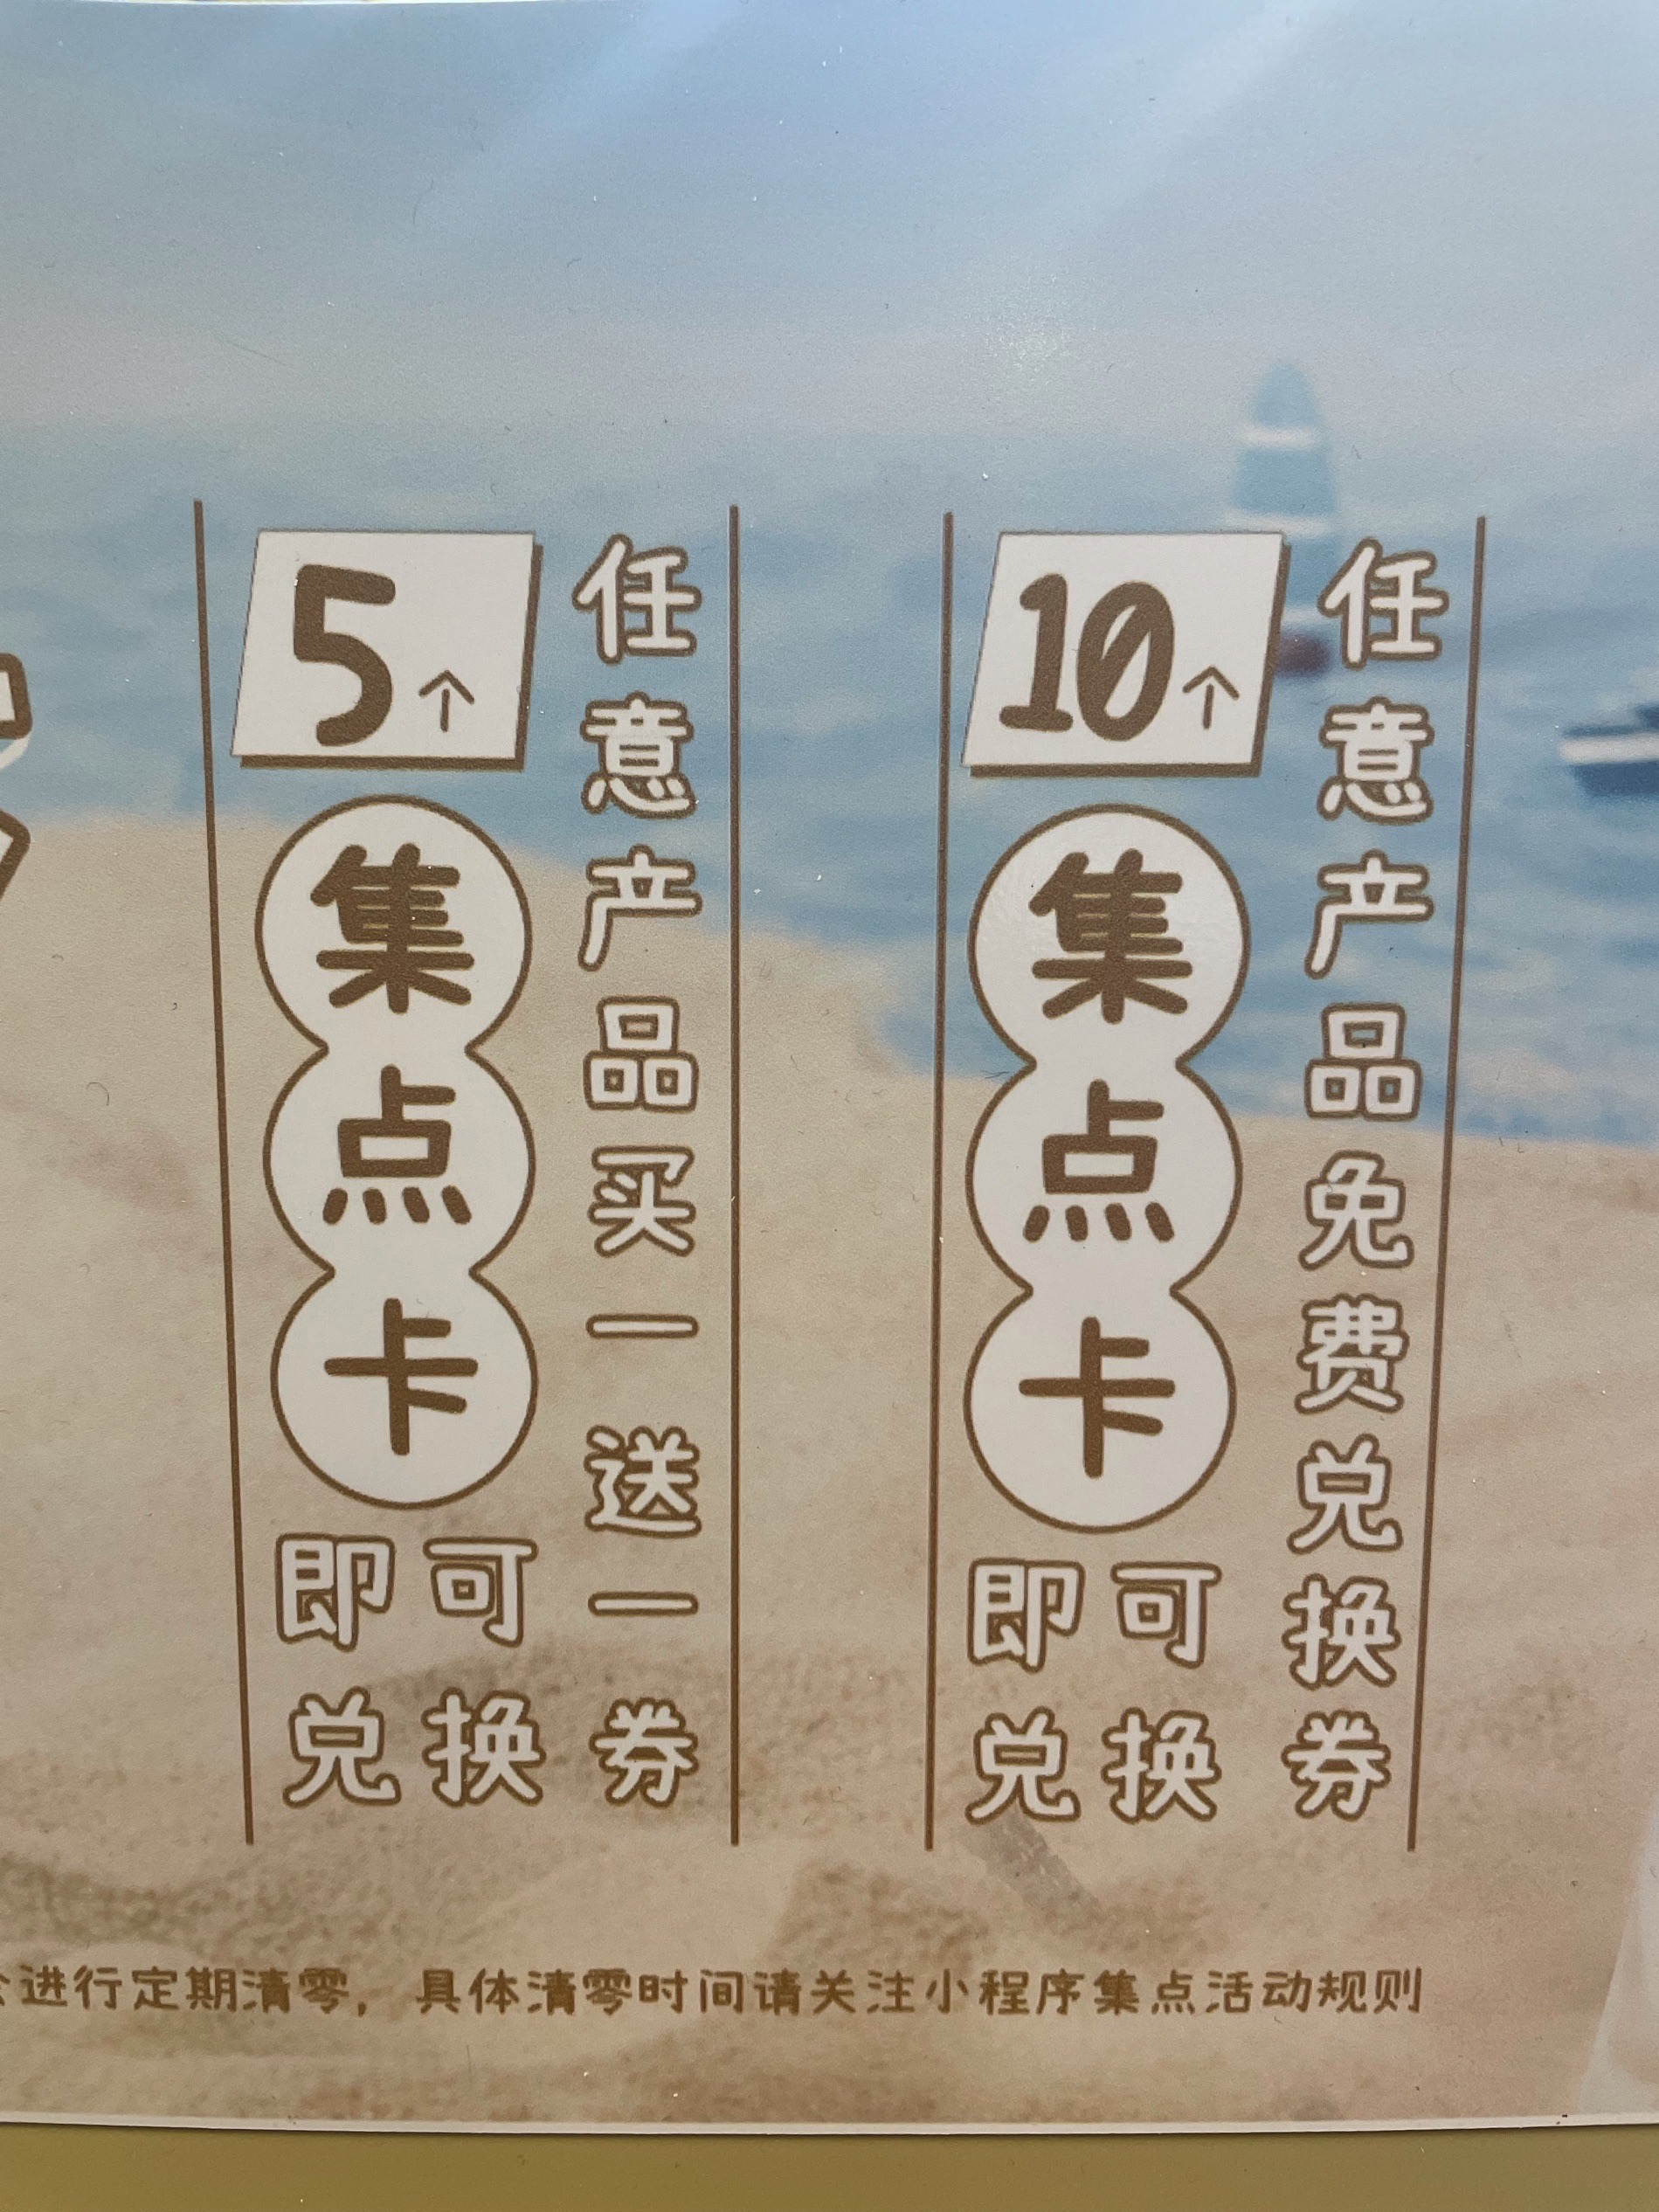 5个
集点卡
即可
兑换
任意产品买一送一券
10个
集点卡
即可
兑换
任意产品免费兑换券
进行定期清零，具体清零时间请关注小程序集点活动规则